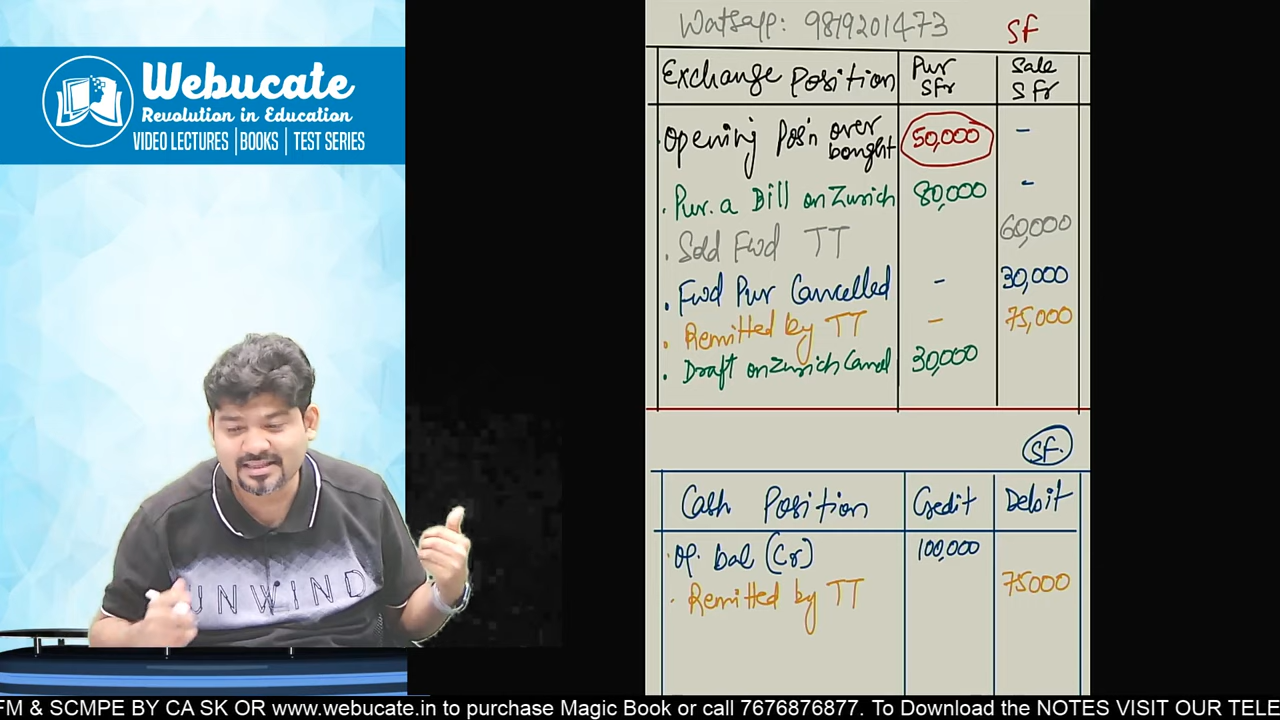 Webucate
Revolution in Education
VIDEO LECTURES | BOOKS | TEST SERIES
UNWIND
Watsapp: 9819201473 SF
Exchange Position Pur SFr Sale SFr
Opening Pos'n over bought 50,000 -
. Pur. a Bill on Zurich 80,000 -
. Sold Fwd TT 60,000
. Fwd Pur Cancelled - 30,000
. Remitted by TT - 75,000
. Draft on Zurich Cancel 30,000
SF.
Cash Position Credit Debit
. Op. bal (Cr) 100,000
. Remitted by TT 75000
FM & SCMPE BY CA SK OR www.webucate.in to purchase Magic Book or call 7676876877. To Download the NOTES VISIT OUR TELE